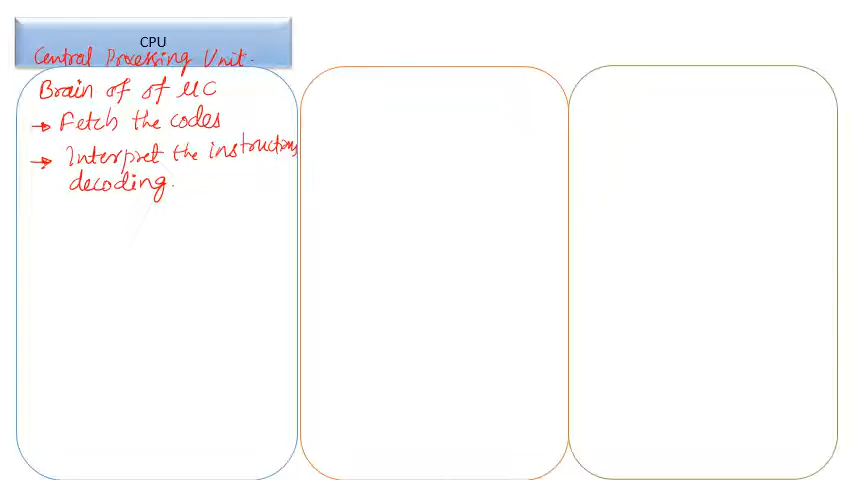 CPU
Central Processing Unit.
Brain of of μC
→ Fetch the codes
→ Interpret the instructions
decoding.